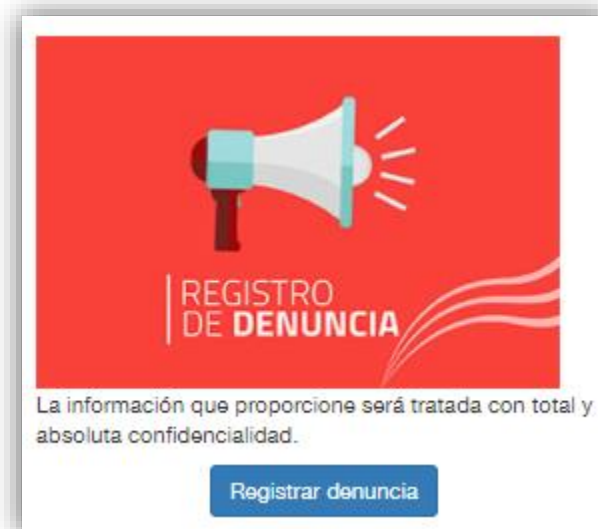 REGISTRO
DE DENUNCIA
La información que proporcione será tratada con total y
absoluta confidencialidad.
Registrar denuncia